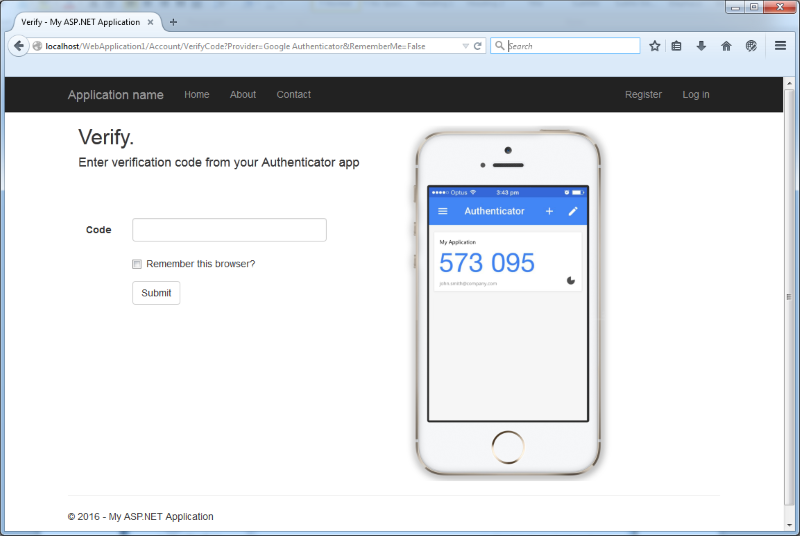 Verify - My ASP.NET Application
localhost/WebApplication1/Account/VerifyCode?Provider=Google Authenticator&RememberMe=False
Search
Application name
Home
About
Contact
Register
Log in
Verify.
Enter verification code from your Authenticator app
Code
Remember this browser?
Submit
Optus
3:43 pm
Authenticator
My Application
573 095
john.smith@company.com
© 2016 - My ASP.NET Application